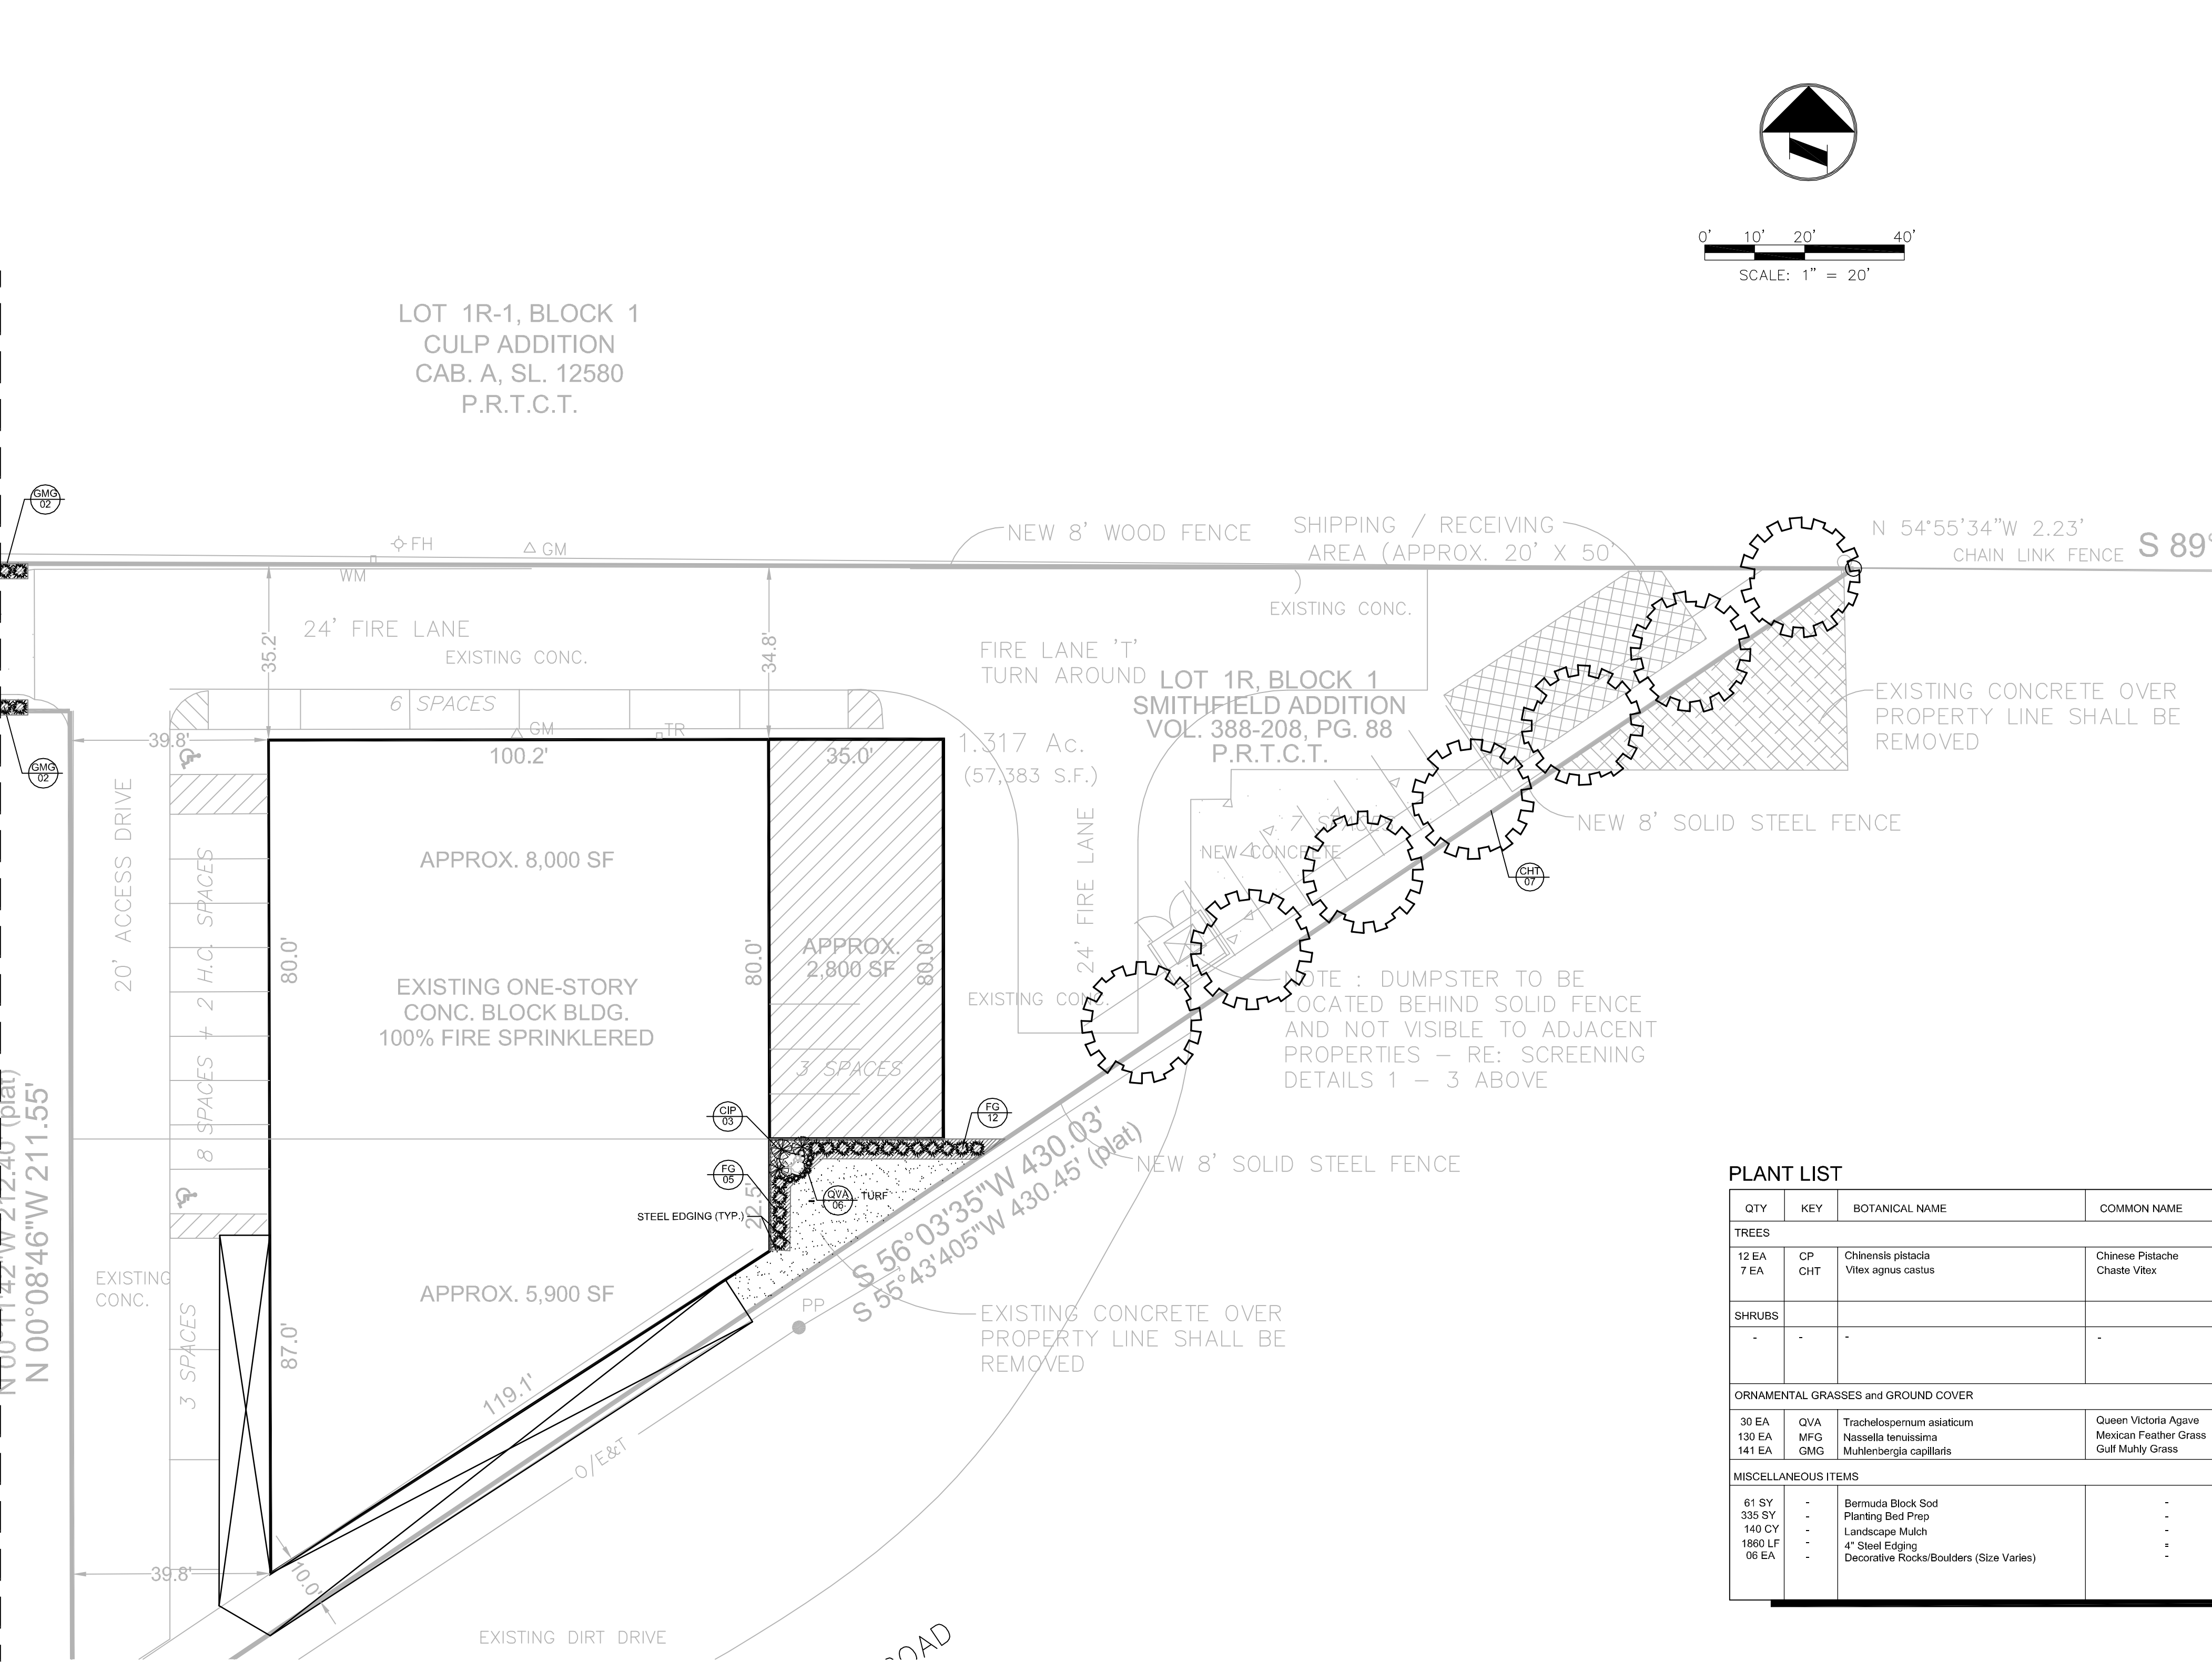 0' 10' 20' 40'
SCALE: 1" = 20'
LOT 1R-1, BLOCK 1
CULP ADDITION
CAB. A, SL. 12580
P.R.T.C.T.
GMG
02
FH
GM
WM
NEW 8' WOOD FENCE
SHIPPING / RECEIVING
AREA (APPROX. 20' X 50'
N 54°55'34"W 2.23'
CHAIN LINK FENCE
S 89°
EXISTING CONC.
24' FIRE LANE
EXISTING CONC.
35.2'
34.8'
FIRE LANE 'T'
TURN AROUND
LOT 1R, BLOCK 1
SMITHFIELD ADDITION
VOL. 388-208, PG. 88
P.R.T.C.T.
1.317 Ac.
(57,383 S.F.)
EXISTING CONCRETE OVER
PROPERTY LINE SHALL BE
REMOVED
6 SPACES
GM
TR
GMG
02
39.8'
100.2'
35.0'
20' ACCESS DRIVE
8 SPACES + 2 H.C. SPACES
APPROX. 8,000 SF
80.0'
80.0'
80.0'
APPROX.
2,800 SF
EXISTING ONE-STORY
CONC. BLOCK BLDG.
100% FIRE SPRINKLERED
3 SPACES
24' FIRE LANE
EXISTING CONC.
7 SPACES
NEW CONCRETE
NEW 8' SOLID STEEL FENCE
CHT
07
NOTE : DUMPSTER TO BE
LOCATED BEHIND SOLID FENCE
AND NOT VISIBLE TO ADJACENT
PROPERTIES – RE: SCREENING
DETAILS 1 – 3 ABOVE
CIP
03
FG
12
FG
05
QVA
06
TURF
STEEL EDGING (TYP.)
22.5'
NEW 8' SOLID STEEL FENCE
S 56°03'35"W 430.03'
S 55°43'405"W 430.45' (plat)
N 00°11'42"W 212.40' (plat)
N 00°08'46"W 211.55'
EXISTING
CONC.
3 SPACES
APPROX. 5,900 SF
87.0'
119.1'
PP
O/E&T
EXISTING CONCRETE OVER
PROPERTY LINE SHALL BE
REMOVED
39.8'
10.0'
EXISTING DIRT DRIVE
OAD
PLANT LIST
QTY KEY BOTANICAL NAME COMMON NAME
TREES
12 EA CP Chinensis pistacia Chinese Pistache
7 EA CHT Vitex agnus castus Chaste Vitex
SHRUBS
- - - -
ORNAMENTAL GRASSES and GROUND COVER
30 EA QVA Trachelospernum asiaticum Queen Victoria Agave
130 EA MFG Nassella tenuissima Mexican Feather Grass
141 EA GMG Muhlenbergia capillaris Gulf Muhly Grass
MISCELLANEOUS ITEMS
61 SY - Bermuda Block Sod -
335 SY - Planting Bed Prep -
140 CY - Landscape Mulch -
1860 LF - 4" Steel Edging -
06 EA - Decorative Rocks/Boulders (Size Varies) -